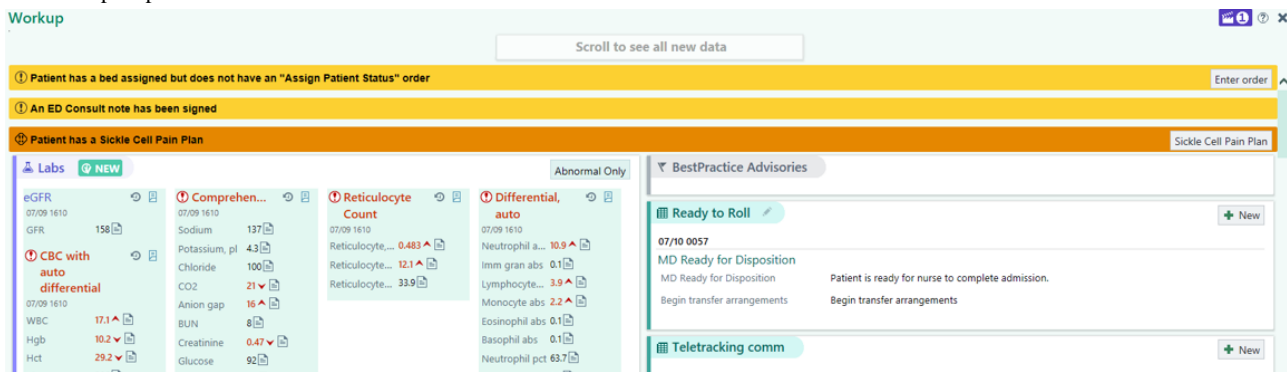 Workup
1
Scroll to see all new data
Patient has a bed assigned but does not have an "Assign Patient Status" order
Enter order
An ED Consult note has been signed
Patient has a Sickle Cell Pain Plan
Sickle Cell Pain Plan
Labs NEW
Abnormal Only
eGFR
07/09 1610
GFR 158
CBC with
auto
differential
07/09 1610
WBC 17.1
Hgb 10.2
Hct 29.2
Comprehen...
07/09 1610
Sodium 137
Potassium, pl 4.3
Chloride 100
CO2 21
Anion gap 16
BUN 8
Creatinine 0.47
Glucose 92
Reticulocyte
Count
07/09 1610
Reticulocyte,... 0.483
Reticulocyte... 12.1
Reticulocyte... 33.9
Differential,
auto
07/09 1610
Neutrophil a... 10.9
Imm gran abs 0.1
Lymphocyte... 3.9
Monocyte abs 2.2
Eosinophil abs 0.1
Basophil abs 0.1
Neutrophil pct 63.7
BestPractice Advisories
Ready to Roll
+ New
07/10 0057
MD Ready for Disposition
MD Ready for Disposition Patient is ready for nurse to complete admission.
Begin transfer arrangements Begin transfer arrangements
Teletracking comm
+ New